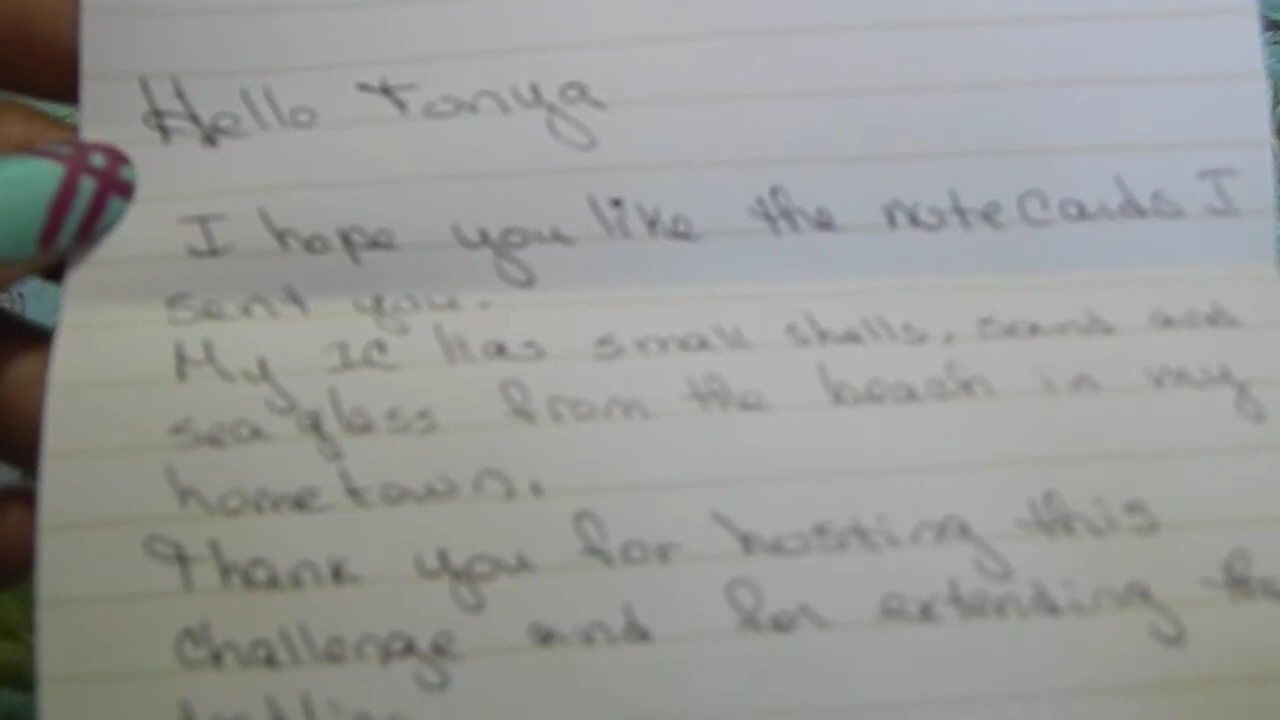 Hello Tanya
I hope you like the notecards I
sent you.
My IC has small shells, sand and
sea glass from the beach in my
hometown.
Thank you for hosting this
challenge and for extending the